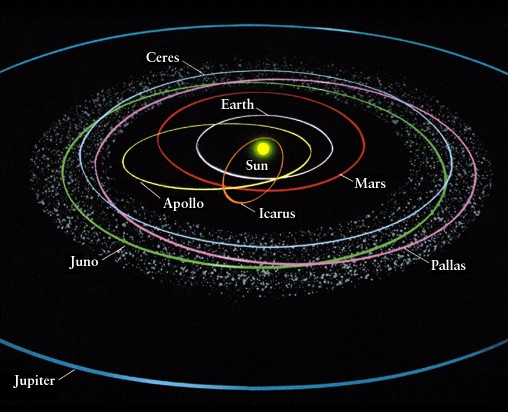 Ceres
Earth
Sun
Mars
Apollo
Icarus
Juno
Pallas
Jupiter